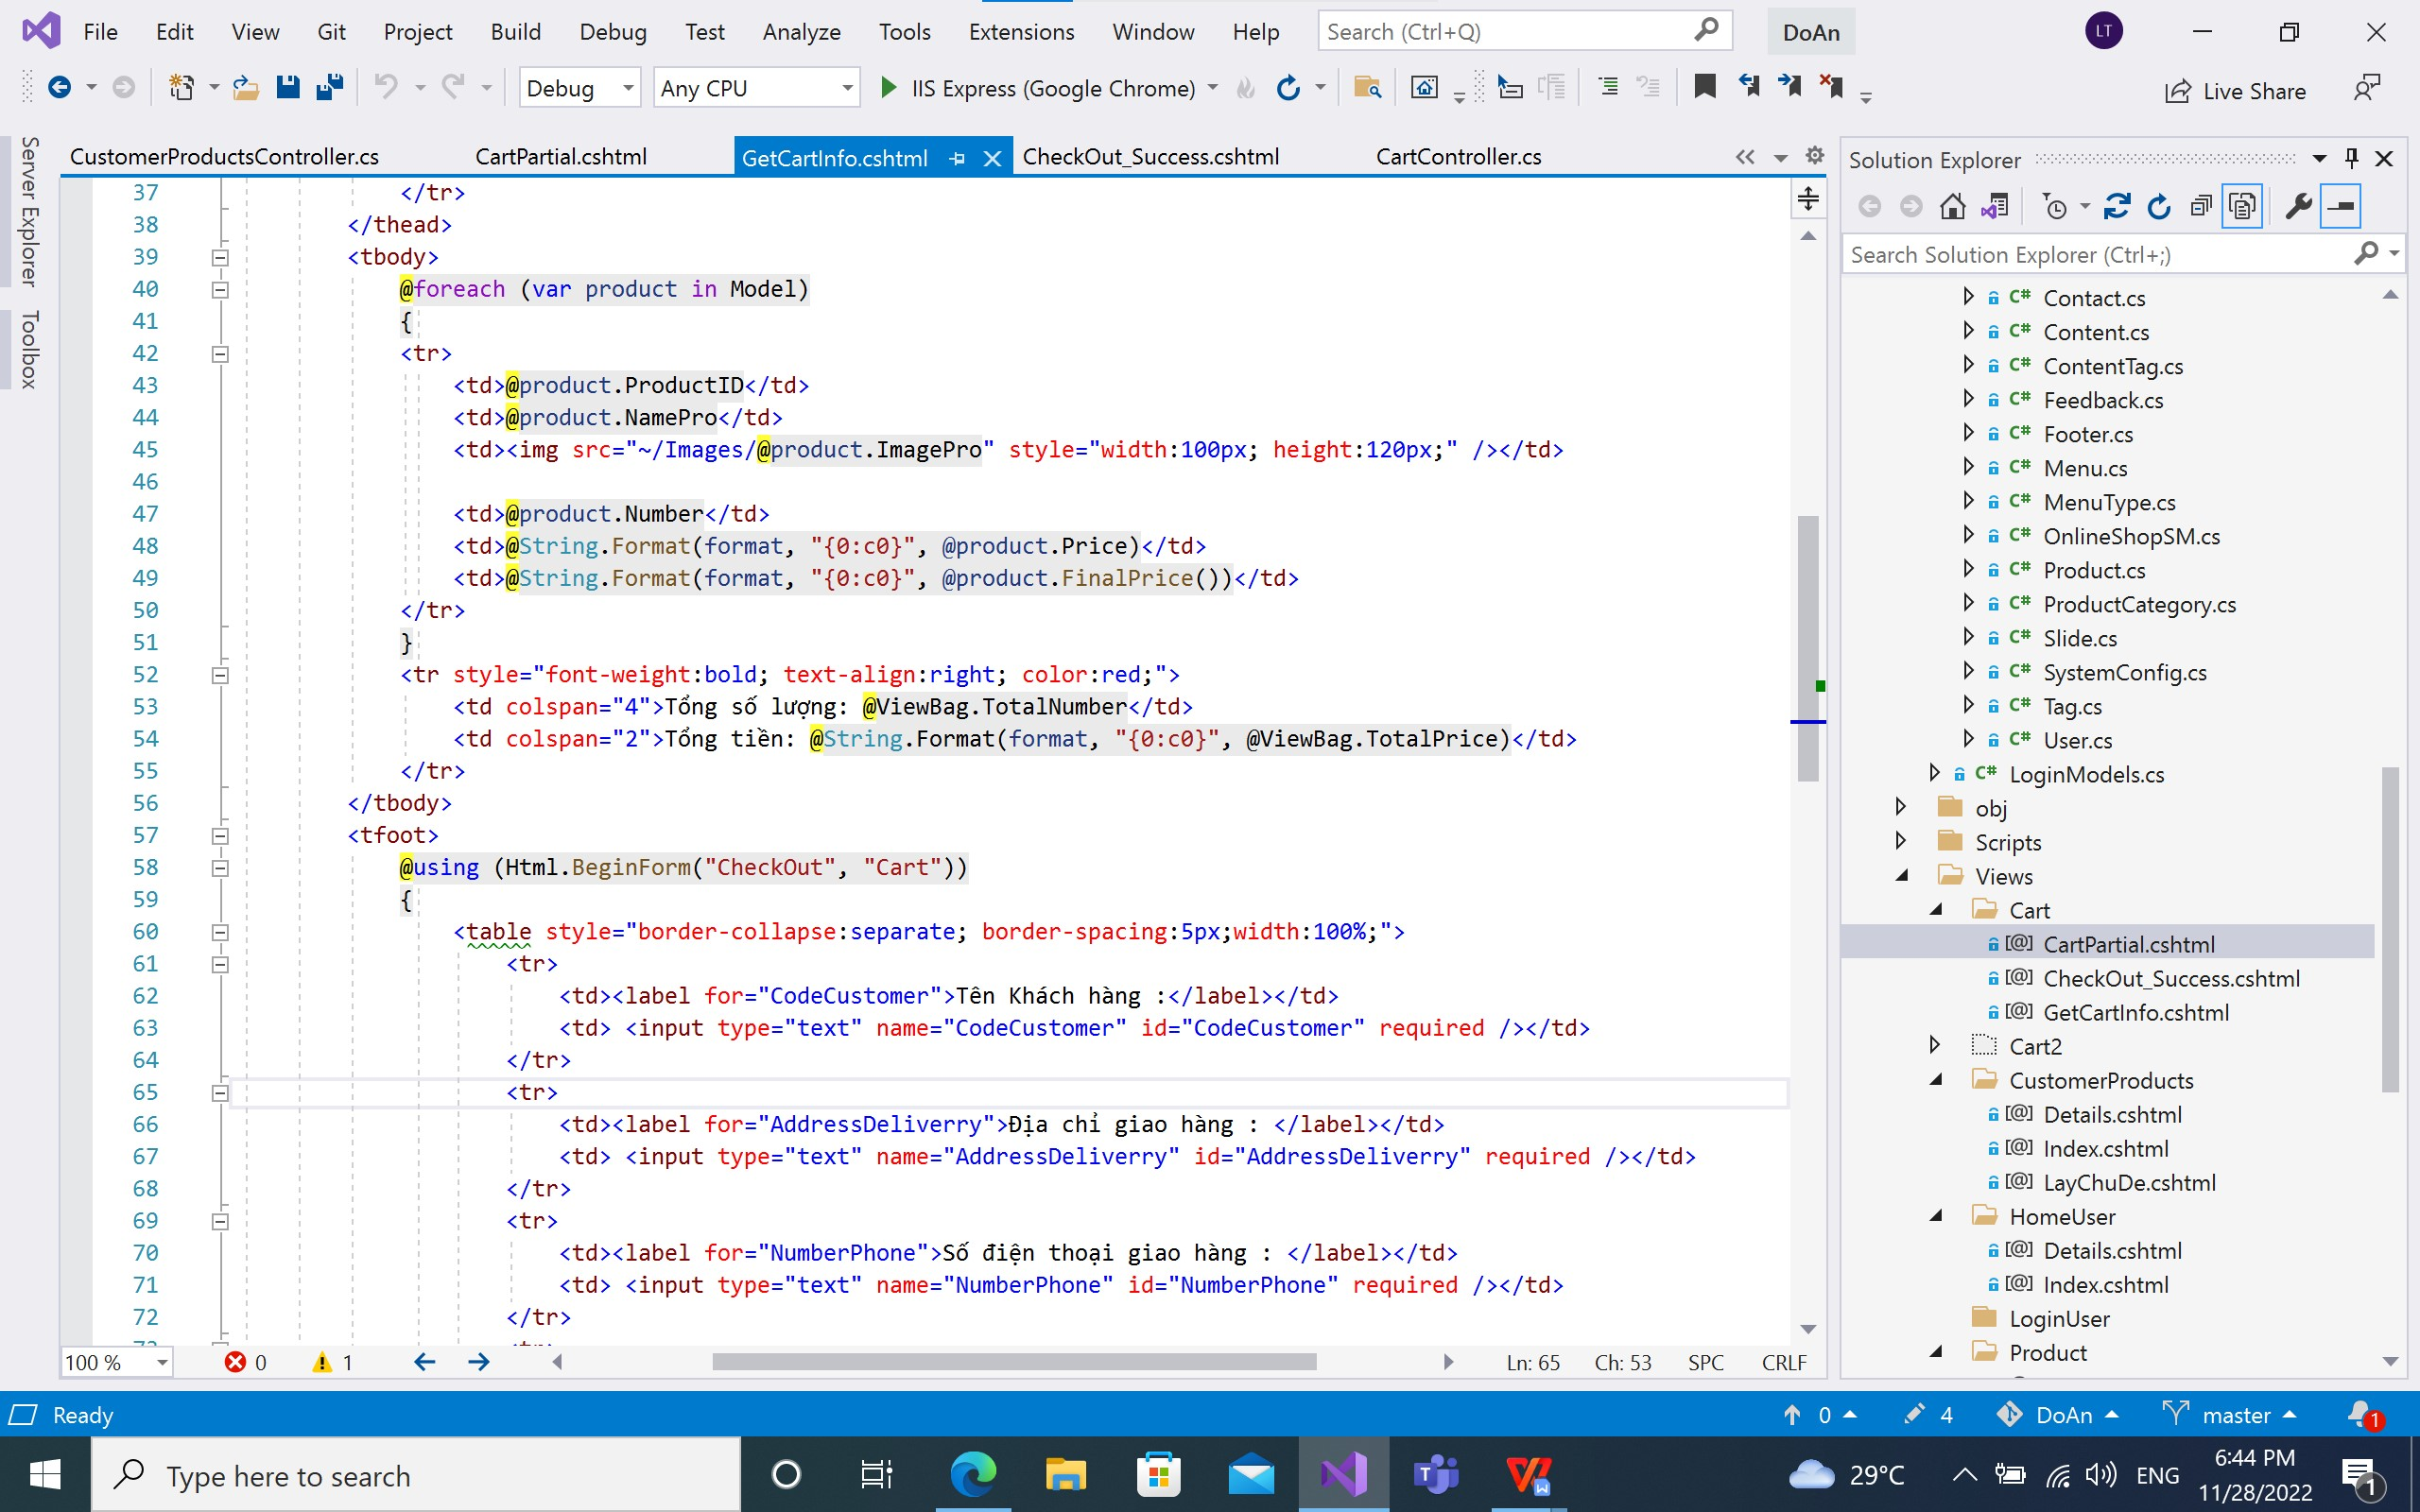 File Edit View Git Project Build Debug Test Analyze Tools Extensions Window Help Search (Ctrl+Q) DoAn LT
Debug Any CPU IIS Express (Google Chrome) Live Share
Server Explorer
Toolbox
CustomerProductsController.cs CartPartial.cshtml GetCartInfo.cshtml CheckOut_Success.cshtml CartController.cs
37 </tr>
38 </thead>
39 <tbody>
40 @foreach (var product in Model)
41 {
42 <tr>
43 <td>@product.ProductID</td>
44 <td>@product.NamePro</td>
45 <td><img src="~/Images/@product.ImagePro" style="width:100px; height:120px;" /></td>
46
47 <td>@product.Number</td>
48 <td>@String.Format(format, "{0:c0}", @product.Price)</td>
49 <td>@String.Format(format, "{0:c0}", @product.FinalPrice())</td>
50 </tr>
51 }
52 <tr style="font-weight:bold; text-align:right; color:red;">
53 <td colspan="4">Tổng số lượng: @ViewBag.TotalNumber</td>
54 <td colspan="2">Tổng tiền: @String.Format(format, "{0:c0}", @ViewBag.TotalPrice)</td>
55 </tr>
56 </tbody>
57 <tfoot>
58 @using (Html.BeginForm("CheckOut", "Cart"))
59 {
60 <table style="border-collapse:separate; border-spacing:5px;width:100%;">
61 <tr>
62 <td><label for="CodeCustomer">Tên Khách hàng :</label></td>
63 <td> <input type="text" name="CodeCustomer" id="CodeCustomer" required /></td>
64 </tr>
65 <tr>
66 <td><label for="AddressDeliverry">Địa chỉ giao hàng : </label></td>
67 <td> <input type="text" name="AddressDeliverry" id="AddressDeliverry" required /></td>
68 </tr>
69 <tr>
70 <td><label for="NumberPhone">Số điện thoại giao hàng : </label></td>
71 <td> <input type="text" name="NumberPhone" id="NumberPhone" required /></td>
72 </tr>
100 % 0 1 Ln: 65 Ch: 53 SPC CRLF
Solution Explorer
Search Solution Explorer (Ctrl+;)
C# Contact.cs
C# Content.cs
C# ContentTag.cs
C# Feedback.cs
C# Footer.cs
C# Menu.cs
C# MenuType.cs
C# OnlineShopSM.cs
C# Product.cs
C# ProductCategory.cs
C# Slide.cs
C# SystemConfig.cs
C# Tag.cs
C# User.cs
C# LoginModels.cs
obj
Scripts
Views
Cart
[@] CartPartial.cshtml
[@] CheckOut_Success.cshtml
[@] GetCartInfo.cshtml
Cart2
CustomerProducts
[@] Details.cshtml
[@] Index.cshtml
[@] LayChuDe.cshtml
HomeUser
[@] Details.cshtml
[@] Index.cshtml
LoginUser
Product
Ready 0 4 DoAn master 1
Type here to search 29°C ENG 6:44 PM 1
11/28/2022